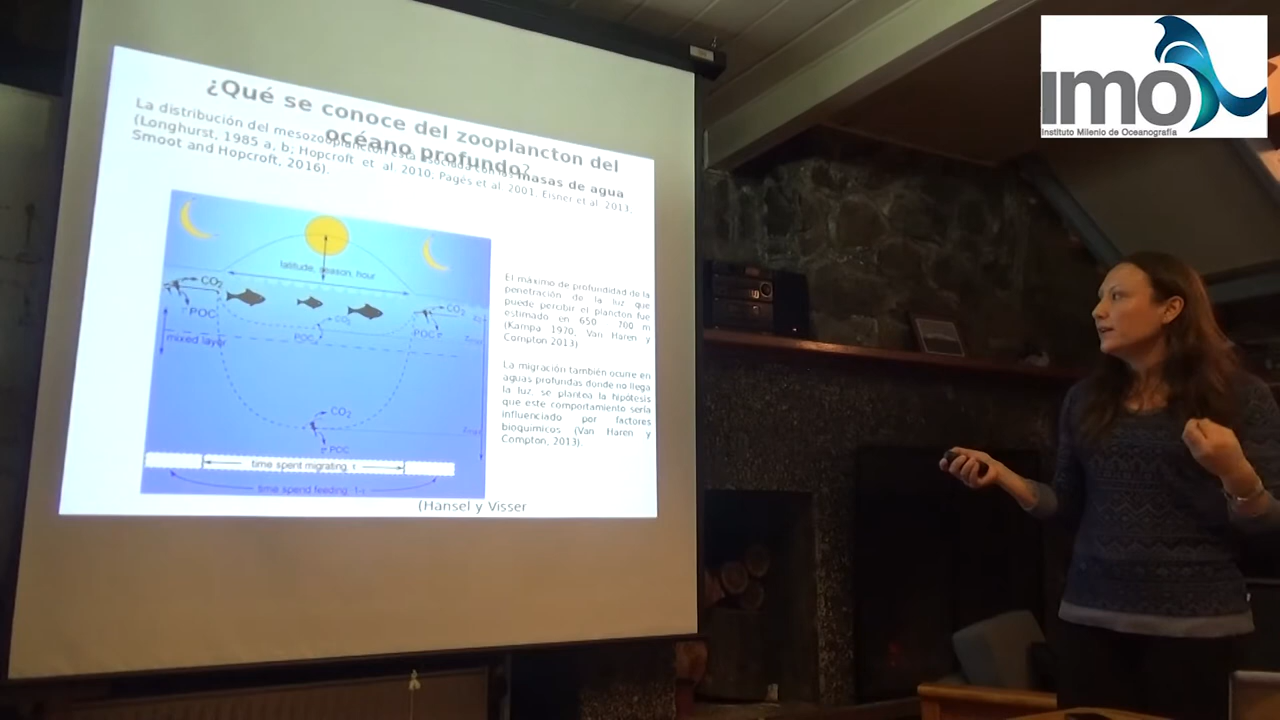 ¿Qué se conoce del zooplancton del
océano profundo?
La distribución del mesozooplancton está asociada con las masas de agua
(Longhurst, 1985 a, b; Hopcroft et al. 2010, Pagés et al. 2001, Eisner et al. 2013,
Smoot and Hopcroft, 2016).
latitude, season, hour
CO2
POC
mixed layer
CO2
POC
CO2
POC
CO2
POC
time spent migrating τ
time spend feeding 1-τ
El máximo de profundidad de la
penetración de la luz que
puede percibir el plancton fue
estimado en 650 700 m
(Kampa 1970, Van Haren y
Compton 2013)
La migración también ocurre en
aguas profundas donde no llega
la luz, se plantea la hipótesis
que este comportamiento sería
influenciado por factores
bioquímicos (Van Haren y
Compton, 2013).
(Hansel y Visser
imo
Instituto Milenio de Oceanografía